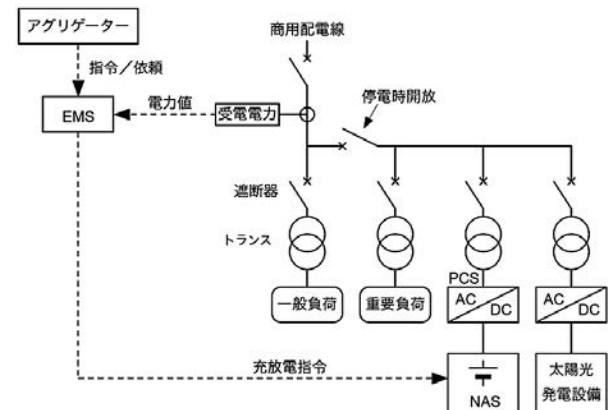 アグリゲーター
商用配電線
指令／依頼
停電時開放
EMS
電力値
受電電力
遮断器
トランス
PCS
一般負荷
重要負荷
AC
DC
AC
DC
充放電指令
NAS
太陽光
発電設備